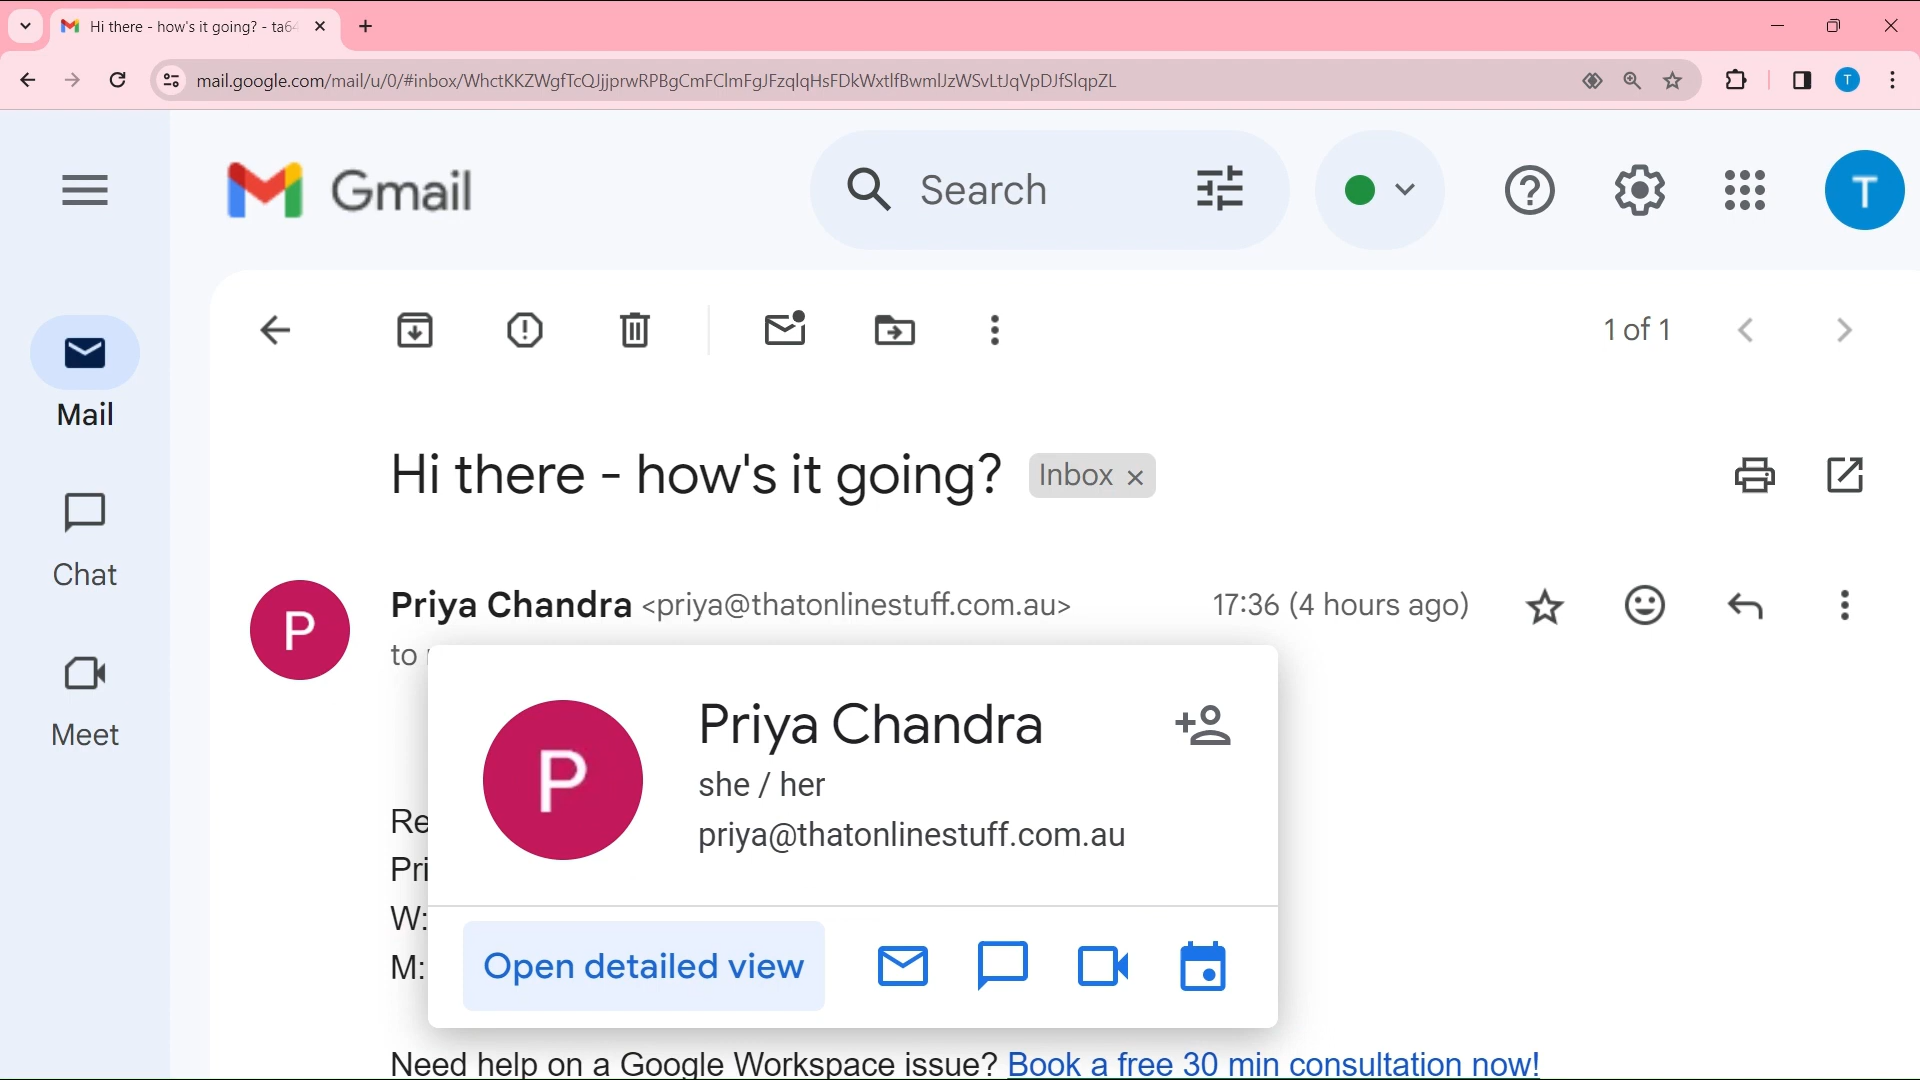 Hi there - how's it going? - ta64
mail.google.com/mail/u/0/#inbox/WhctKKZWgfTcQJjjprwRPBgCmFClmFgJFzqlqHsFDkWxtlfBwmlJzWSvLtJqVpDJfSlqpZL
T
Gmail
Search
T
1 of 1
Mail
Hi there - how's it going? Inbox ×
Chat
P
Priya Chandra <priya@thatonlinestuff.com.au> 17:36 (4 hours ago)
to
Meet
P
Priya Chandra
she / her
priya@thatonlinestuff.com.au
Re
Pri
W:
M:
Open detailed view
Need help on a Google Workspace issue? Book a free 30 min consultation now!